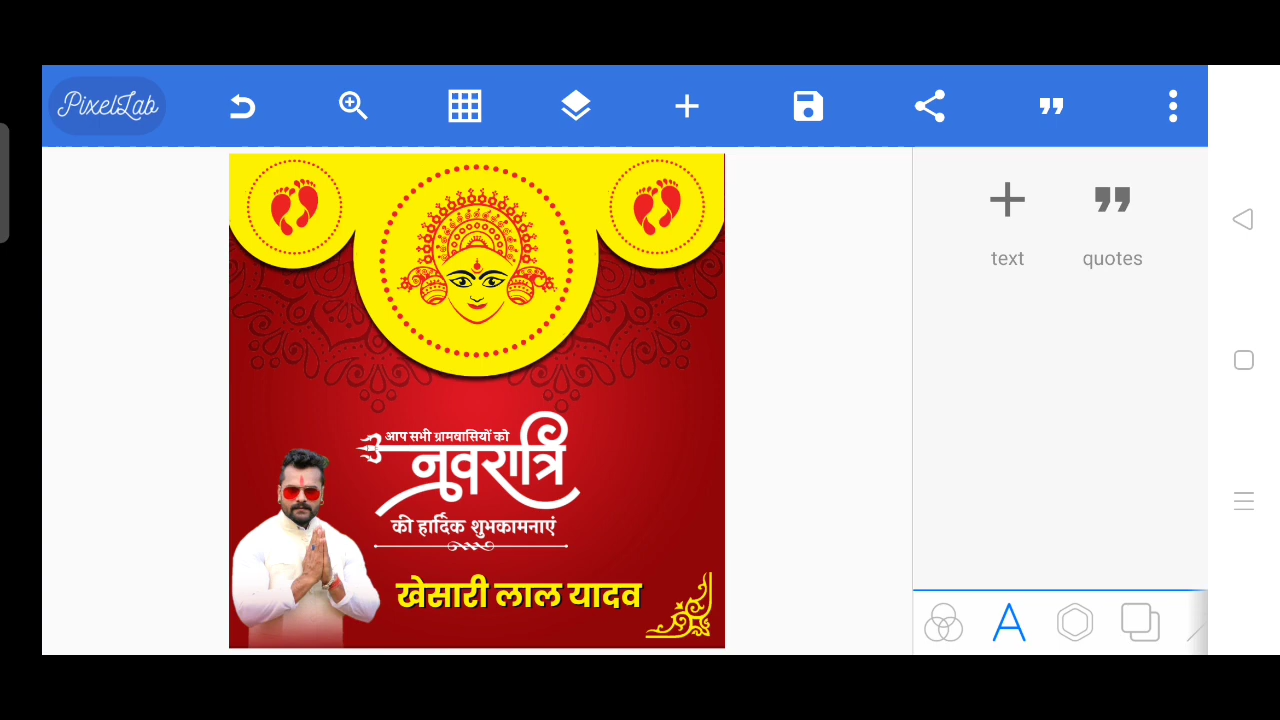 PixelLab
text
quotes
आप सभी ग्रामवासियों को
नवरात्रि
की हार्दिक शुभकामनाएं
खेसारी लाल यादव